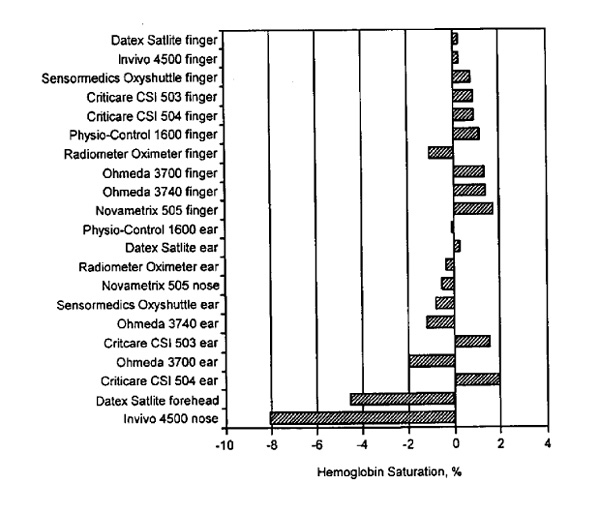 Datex Satlite finger
Invivo 4500 finger
Sensormedics Oxyshuttle finger
Criticare CSI 503 finger
Criticare CSI 504 finger
Physio-Control 1600 finger
Radiometer Oximeter finger
Ohmeda 3700 finger
Ohmeda 3740 finger
Novametrix 505 finger
Physio-Control 1600 ear
Datex Satlite ear
Radiometer Oximeter ear
Novametrix 505 nose
Sensormedics Oxyshuttle ear
Ohmeda 3740 ear
Critcare CSI 503 ear
Ohmeda 3700 ear
Criticare CSI 504 ear
Datex Satlite forehead
Invivo 4500 nose
-10 -8 -6 -4 -2 0 2 4
Hemoglobin Saturation, %